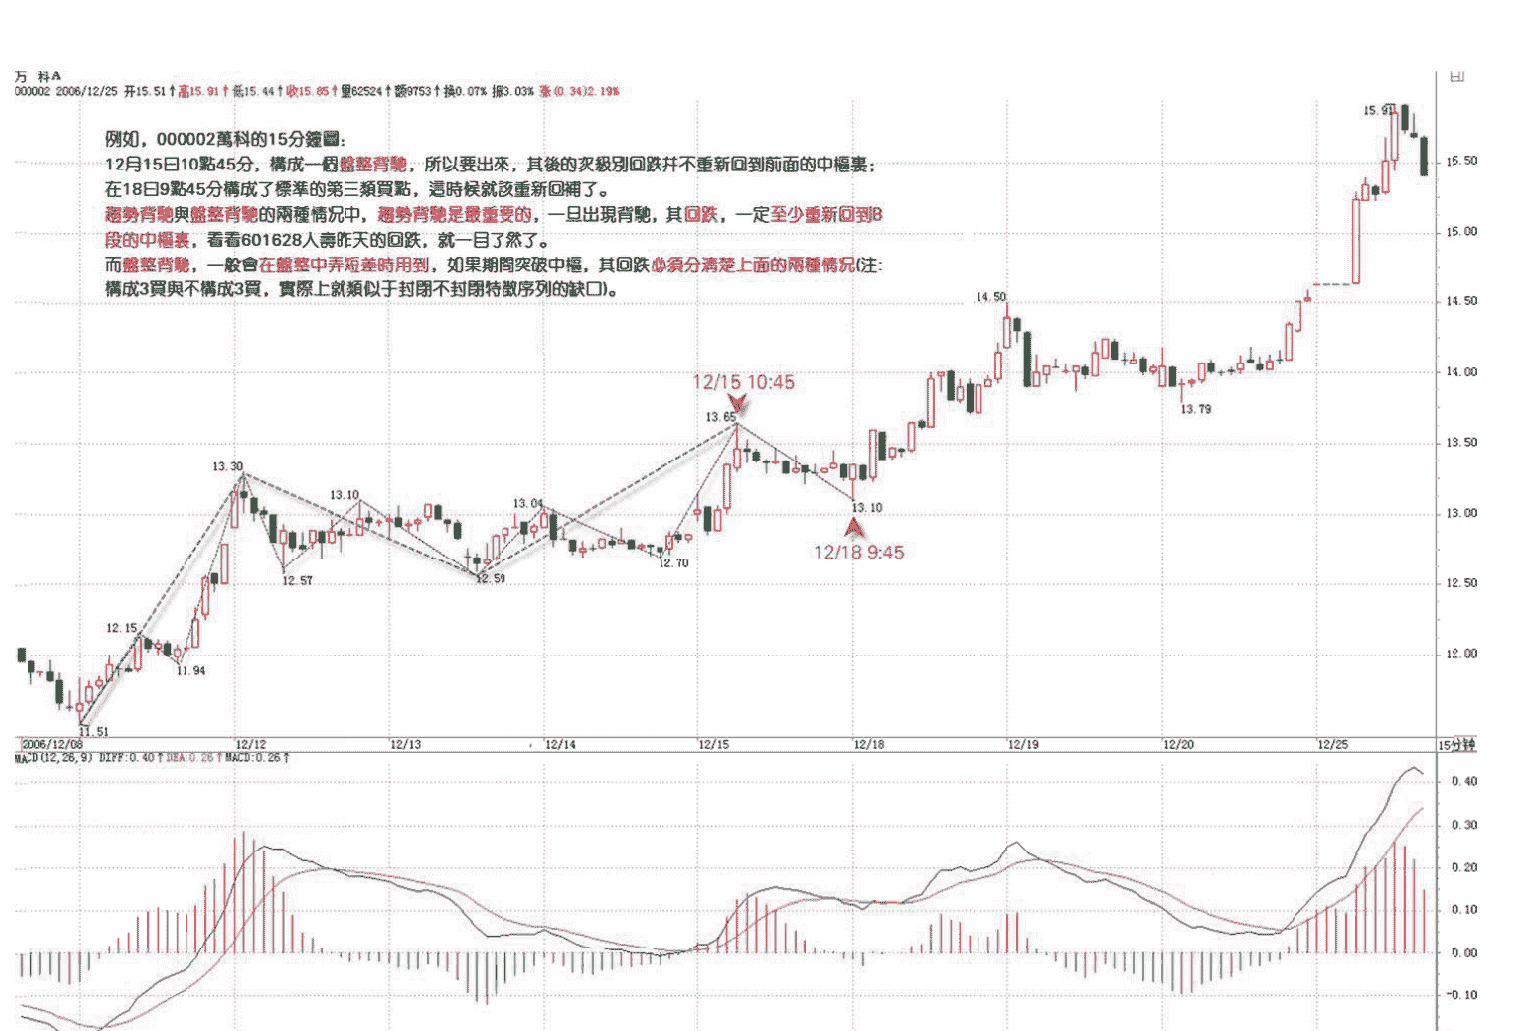 万 科A
000002 2006/12/25 开15.51↑高15.91↑低15.44↑收15.85↑量62524↑额9753↑换0.07% 振3.03% 涨(0.34)2.19%
例如，000002萬科的15分鐘圖：
12月15日10點45分，構成一個盤整背馳，所以要出來，其後的次級別回跌并不重新回到前面的中樞裏；
在18日9點45分構成了標準的第三類買點，這時候就該重新回補了。
趨勢背馳與盤整背馳的兩種情况中，趨勢背馳是最重要的，一旦出現背馳，其回跌，一定至少重新回到B
段的中樞裏，看看601628人壽昨天的回跌，就一目了然了。
而盤整背馳，一般會在盤整中弄短差時用到，如果期間突破中樞，其回跌必須分清楚上面的兩種情况(注：
構成3買與不構成3買，實際上就類似于封閉不封閉特徵序列的缺口)。
15.91
16.50
15.00
14.50
14.50
14.00
12/15 10:45
13.79
13.65
13.50
13.30
13.10
13.04
13.10
13.00
12/18 9:45
12.70
12.57
12.59
12.50
12.15
11.94
12.00
11.51
2006/12/08 12/12 12/13 12/14 12/15 12/18 12/19 12/20 12/25 15分钟
MACD(12,26,9) DIFF:0.40↑ DEA:0.26↑ MACD:0.26↑
0.40
0.30
0.20
0.10
0.00
-0.10